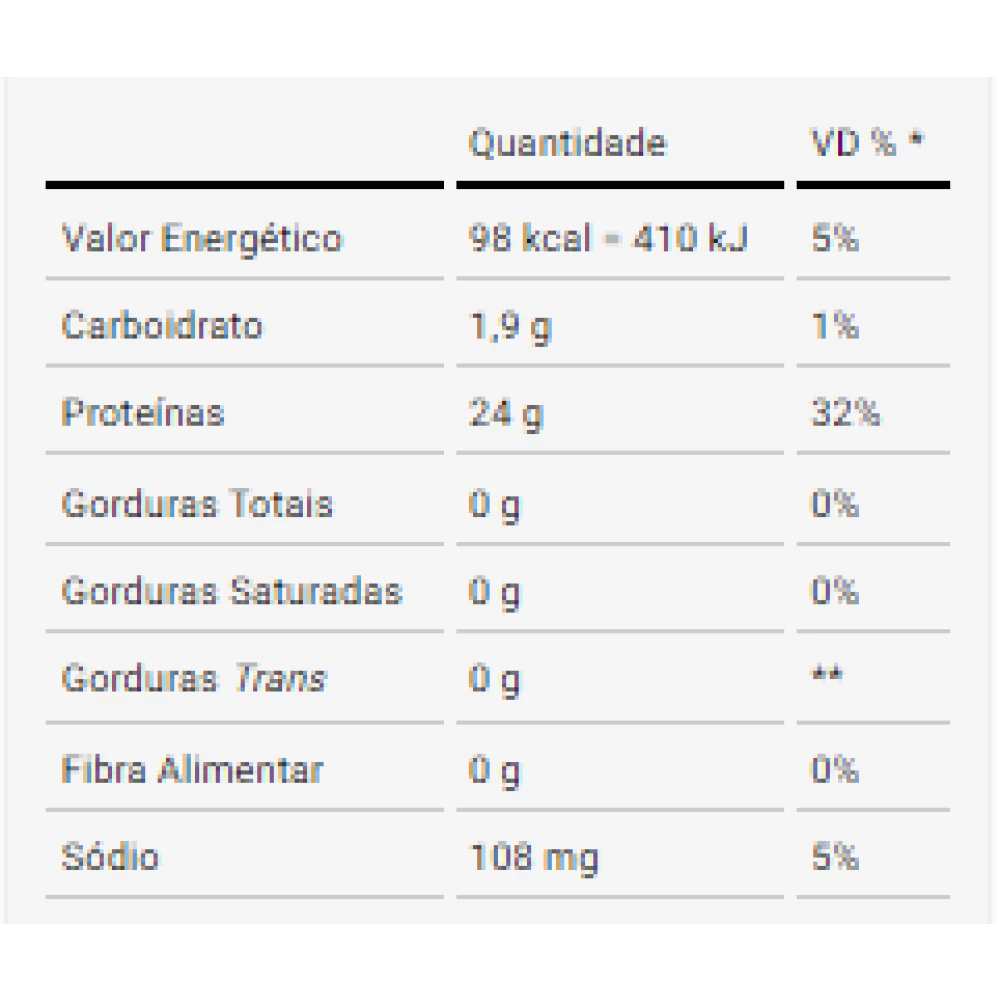 Quantidade VD % *
Valor Energético 98 kcal = 410 kJ 5%
Carboidrato 1,9 g 1%
Proteínas 24 g 32%
Gorduras Totais 0 g 0%
Gorduras Saturadas 0 g 0%
Gorduras Trans 0 g **
Fibra Alimentar 0 g 0%
Sódio 108 mg 5%